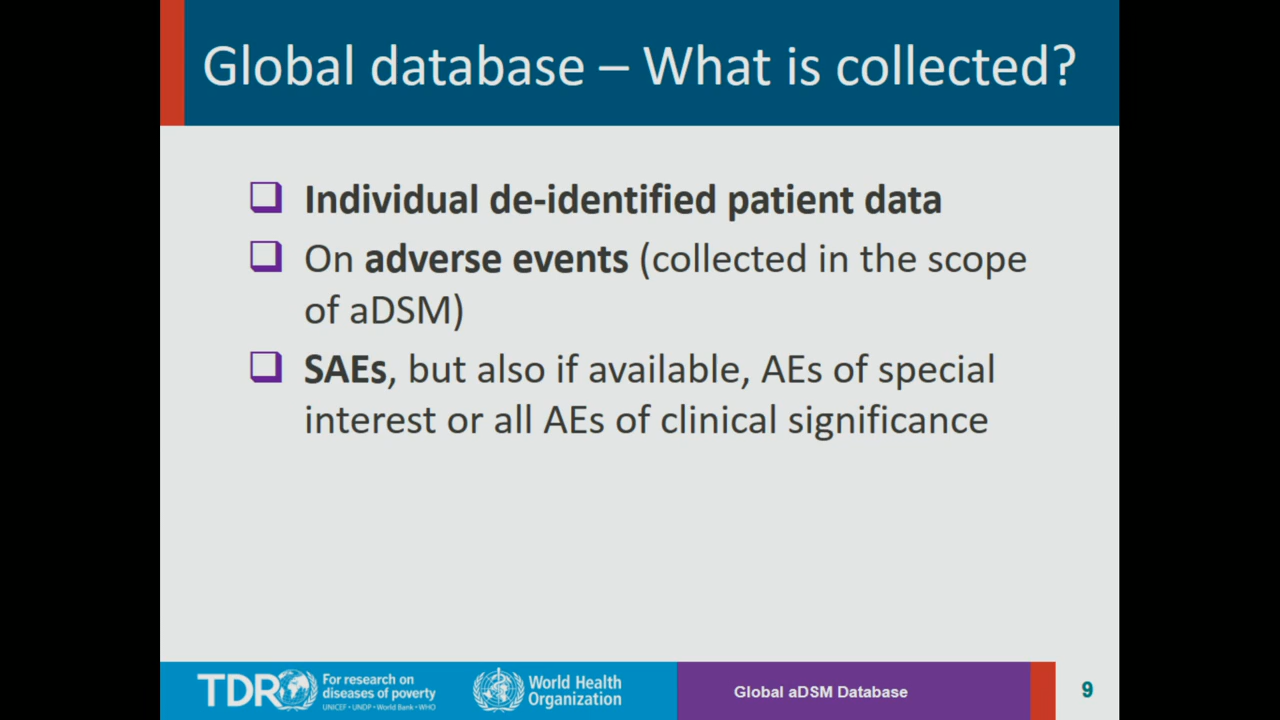 Global database – What is collected?
Individual de-identified patient data
On adverse events (collected in the scope
of aDSM)
SAEs, but also if available, AEs of special
interest or all AEs of clinical significance
TDR
For research on
diseases of poverty
UNICEF • UNDP • World Bank • WHO
World Health
Organization
Global aDSM Database
9